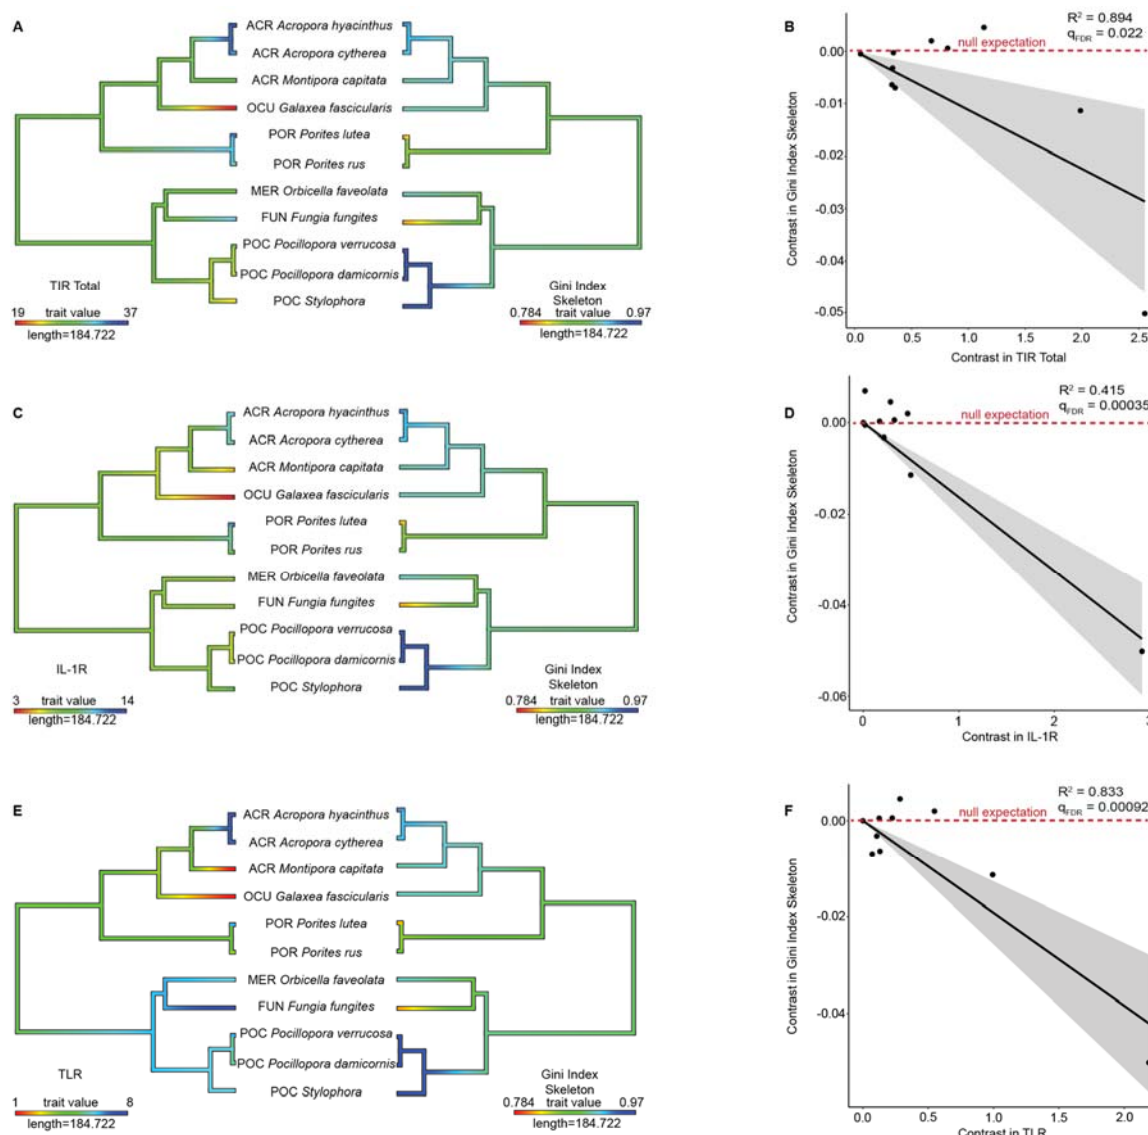 A
ACR Acropora hyacinthus
ACR Acropora cytherea
ACR Montipora capitata
OCU Galaxea fascicularis
POR Porites lutea
POR Porites rus
MER Orbicella faveolata
FUN Fungia fungites
POC Pocillopora verrucosa
POC Pocillopora damicornis
POC Stylophora
TIR Total
19 trait value 37
length=184.722
Gini Index
Skeleton
0.784 trait value 0.97
length=184.722
B
R² = 0.894
qFDR = 0.022
null expectation
Contrast in Gini Index Skeleton
0.00
-0.01
-0.02
-0.03
-0.04
-0.05
0.0 0.5 1.0 1.5 2.0 2.5
Contrast in TIR Total
C
ACR Acropora hyacinthus
ACR Acropora cytherea
ACR Montipora capitata
OCU Galaxea fascicularis
POR Porites lutea
POR Porites rus
MER Orbicella faveolata
FUN Fungia fungites
POC Pocillopora verrucosa
POC Pocillopora damicornis
POC Stylophora
IL-1R
3 trait value 14
length=184.722
Gini Index
Skeleton
0.784 trait value 0.97
length=184.722
D
R² = 0.415
qFDR = 0.00035
null expectation
Contrast in Gini Index Skeleton
0.00
-0.02
-0.04
-0.06
0 1 2 3
Contrast in IL-1R
E
ACR Acropora hyacinthus
ACR Acropora cytherea
ACR Montipora capitata
OCU Galaxea fascicularis
POR Porites lutea
POR Porites rus
MER Orbicella faveolata
FUN Fungia fungites
POC Pocillopora verrucosa
POC Pocillopora damicornis
POC Stylophora
TLR
1 trait value 8
length=184.722
Gini Index
Skeleton
0.784 trait value 0.97
length=184.722
F
R² = 0.833
qFDR = 0.00092
null expectation
Contrast in Gini Index Skeleton
0.00
-0.02
-0.04
0.0 0.5 1.0 1.5 2.0
Contrast in TLR